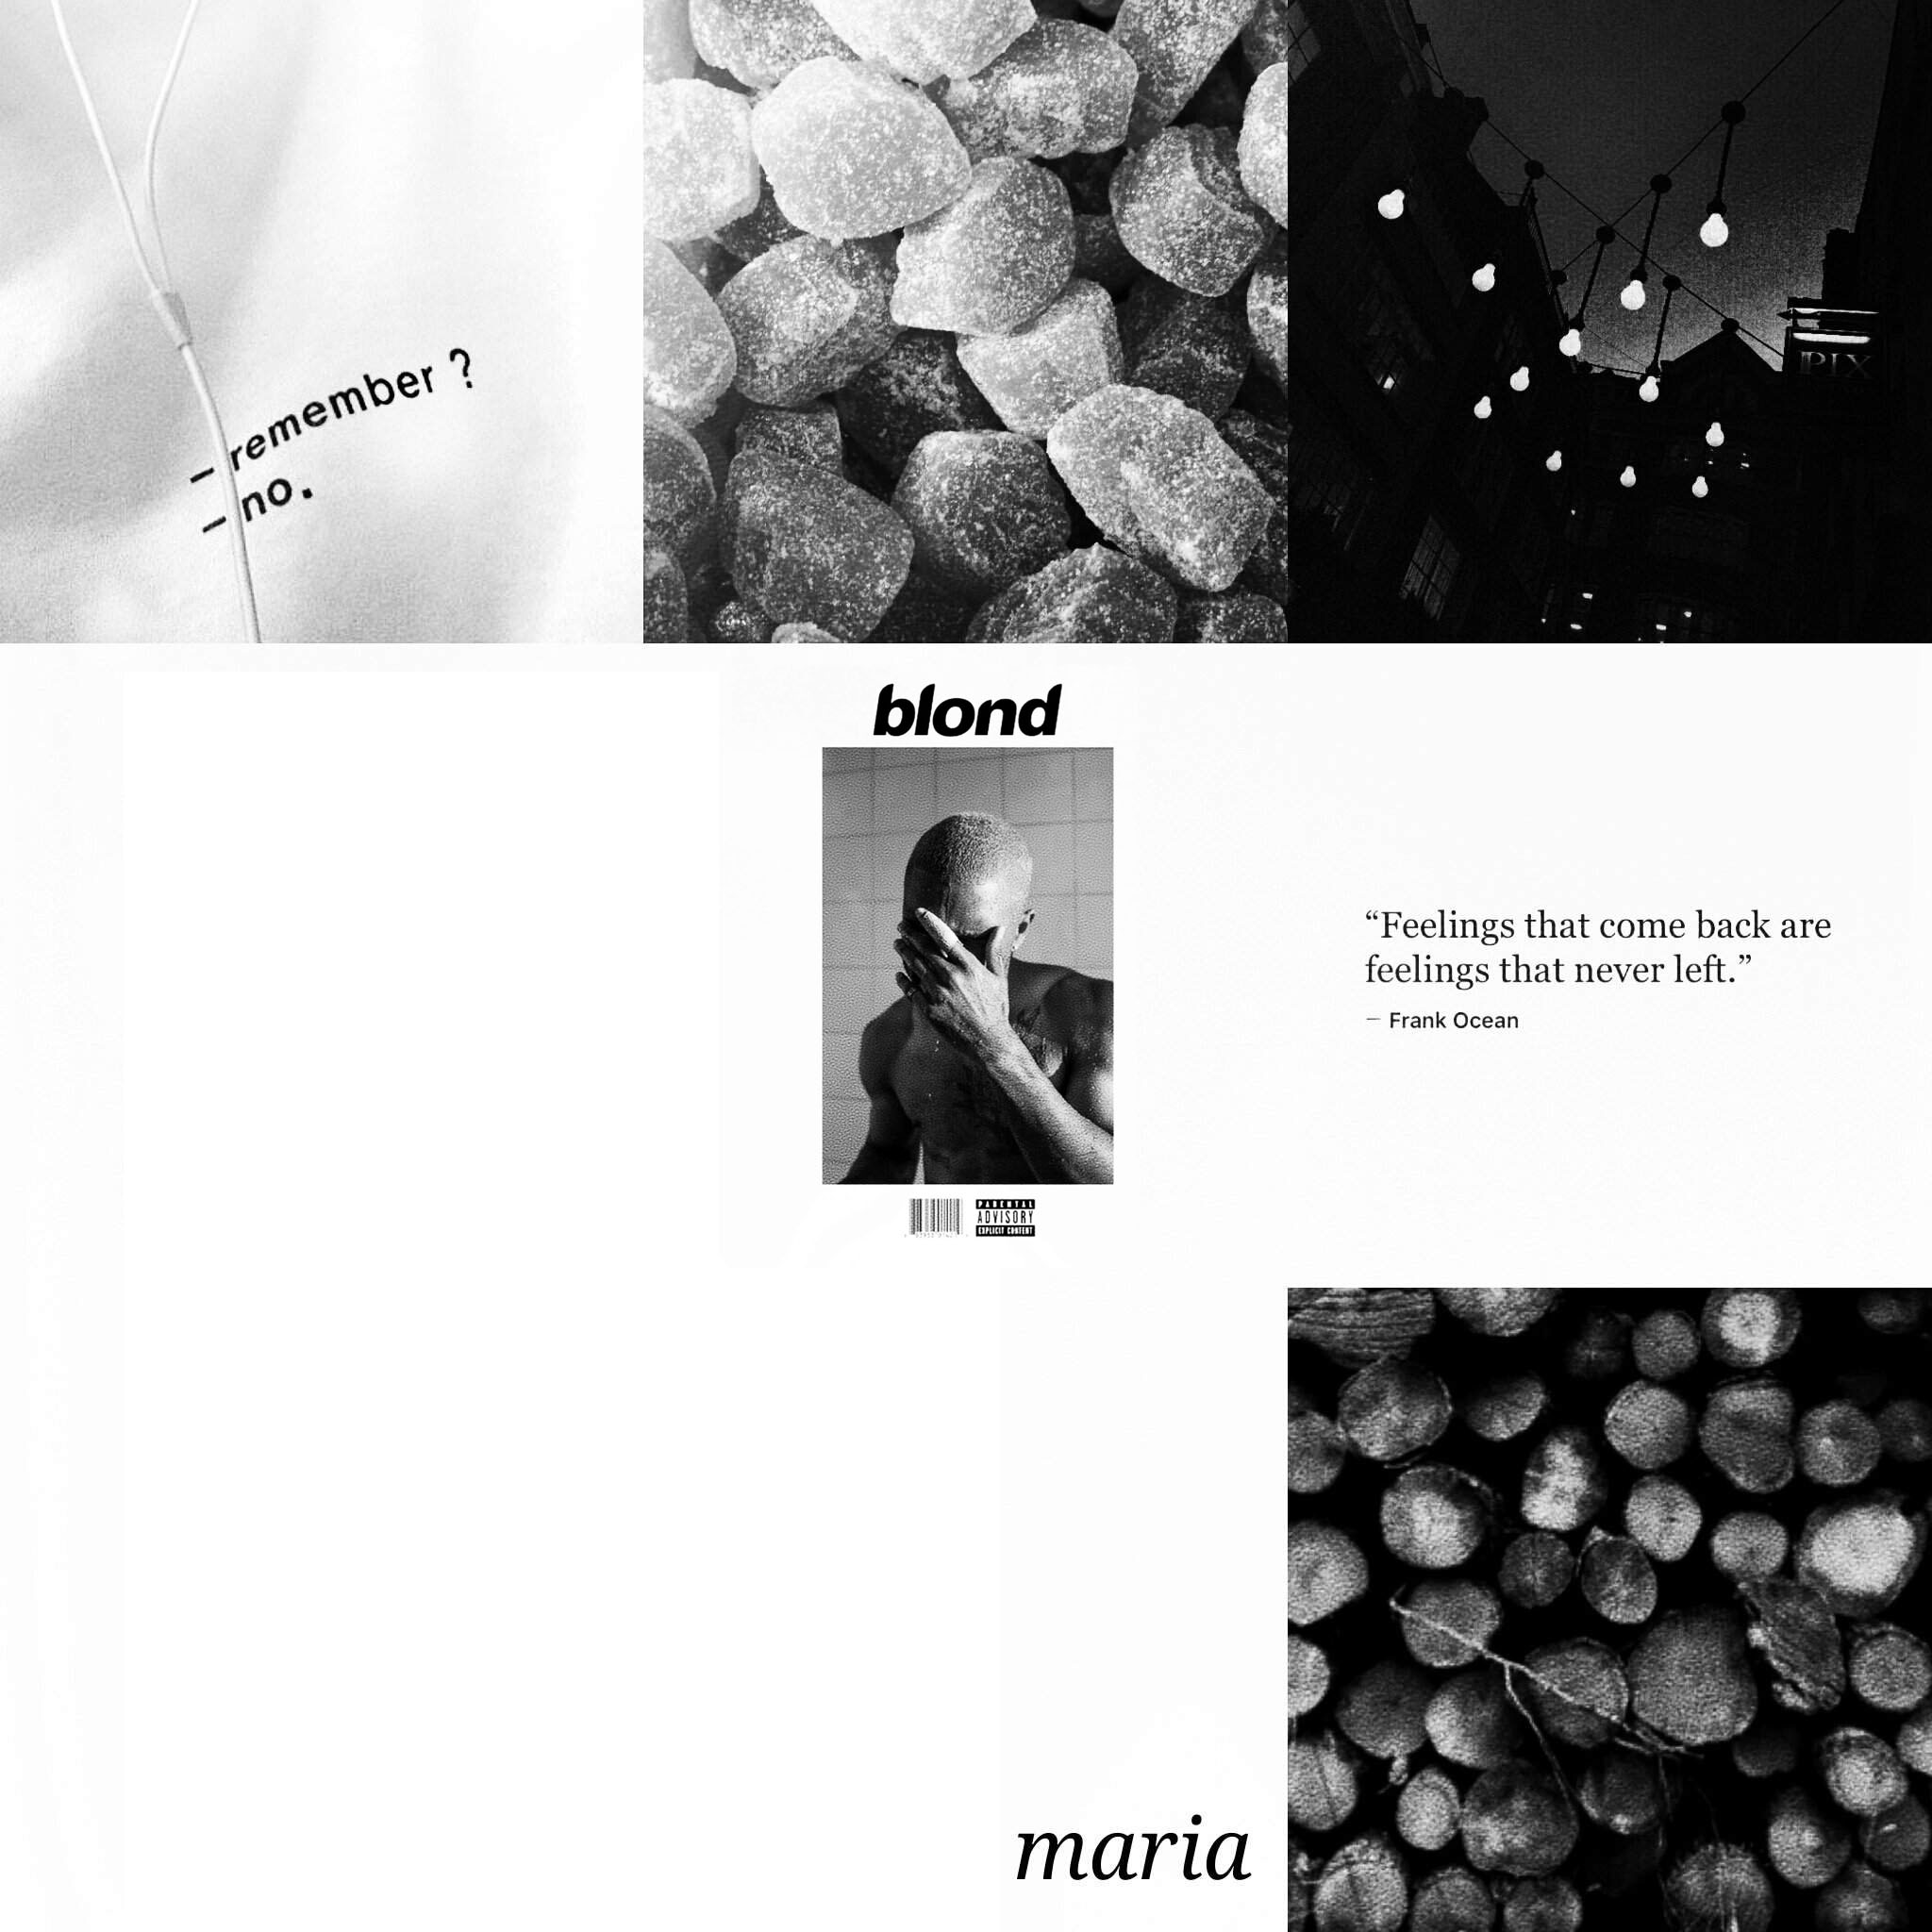 – remember ?
– no.
PIX
blond
PARENTAL
ADVISORY
EXPLICIT CONTENT
“Feelings that come back are
feelings that never left.”
– Frank Ocean
maria